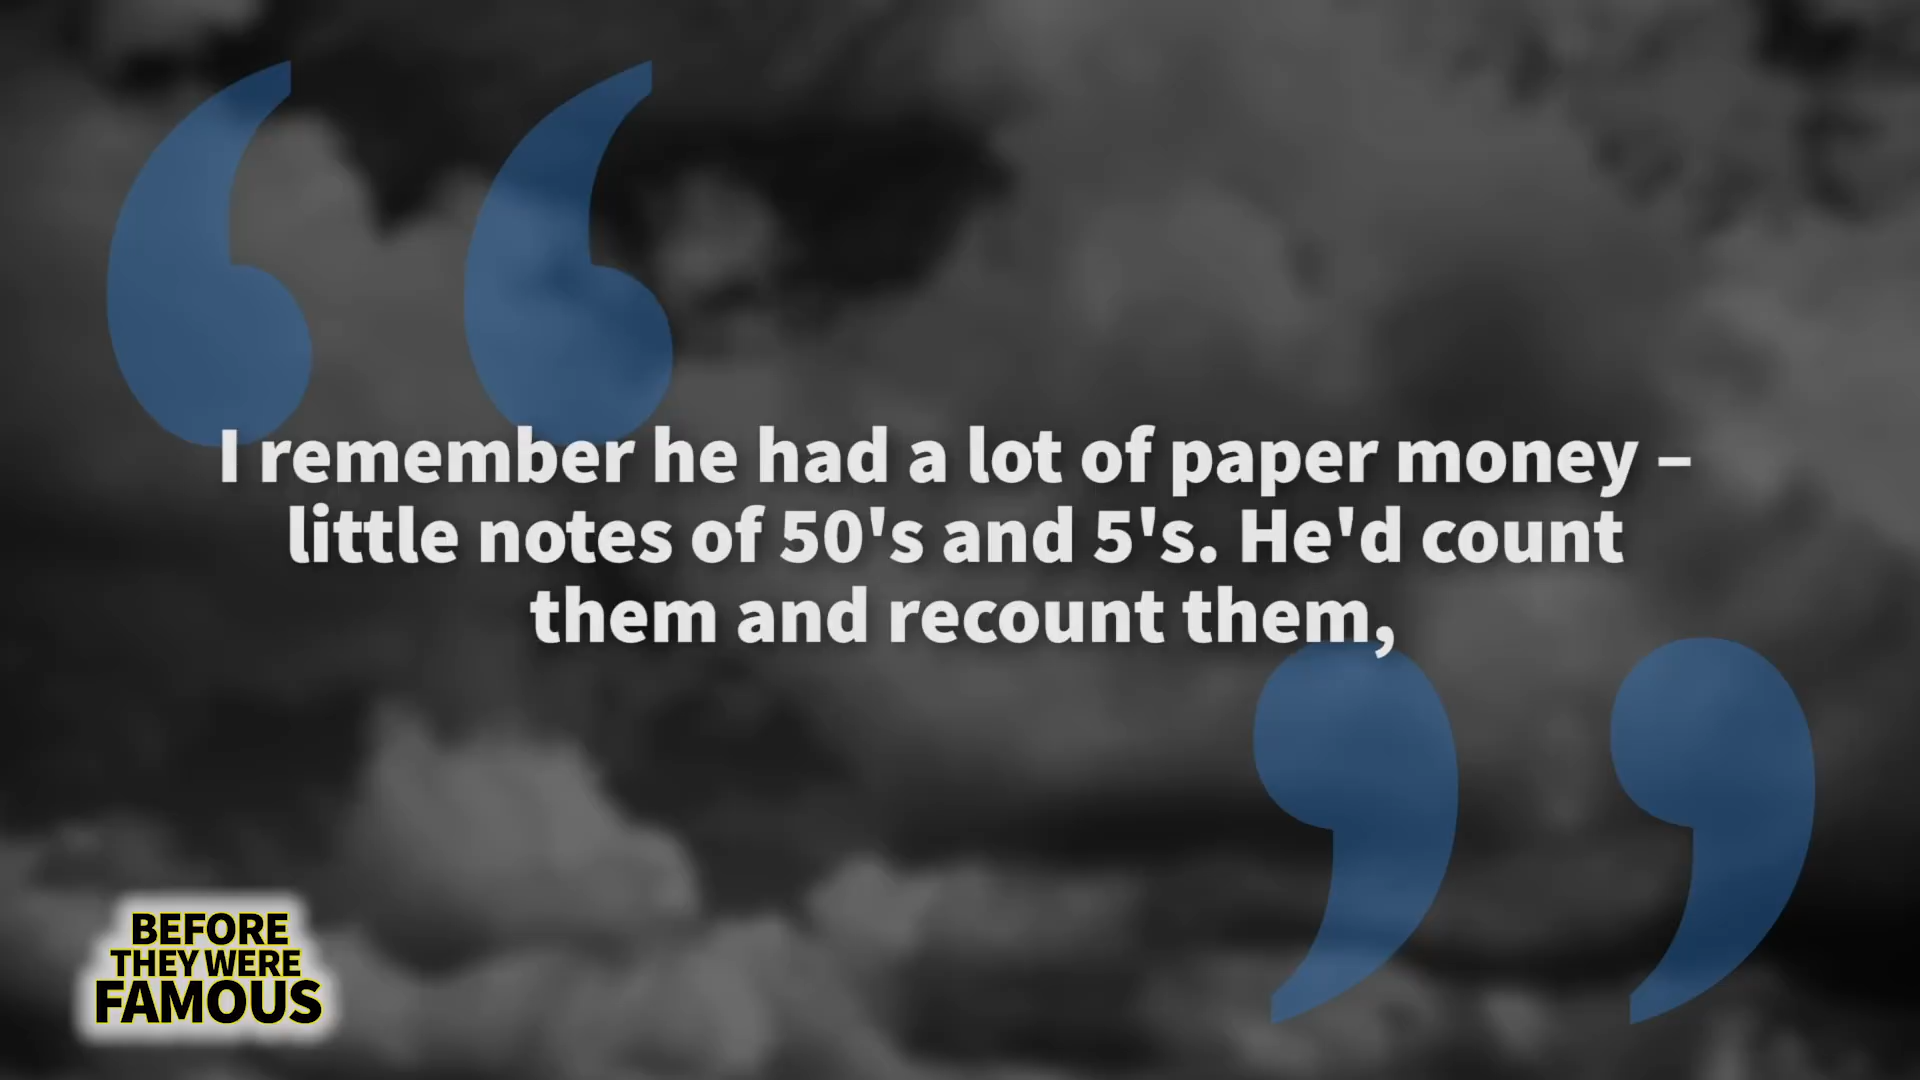 I remember he had a lot of paper money –
little notes of 50's and 5's. He'd count
them and recount them,
BEFORE
THEY WERE
FAMOUS